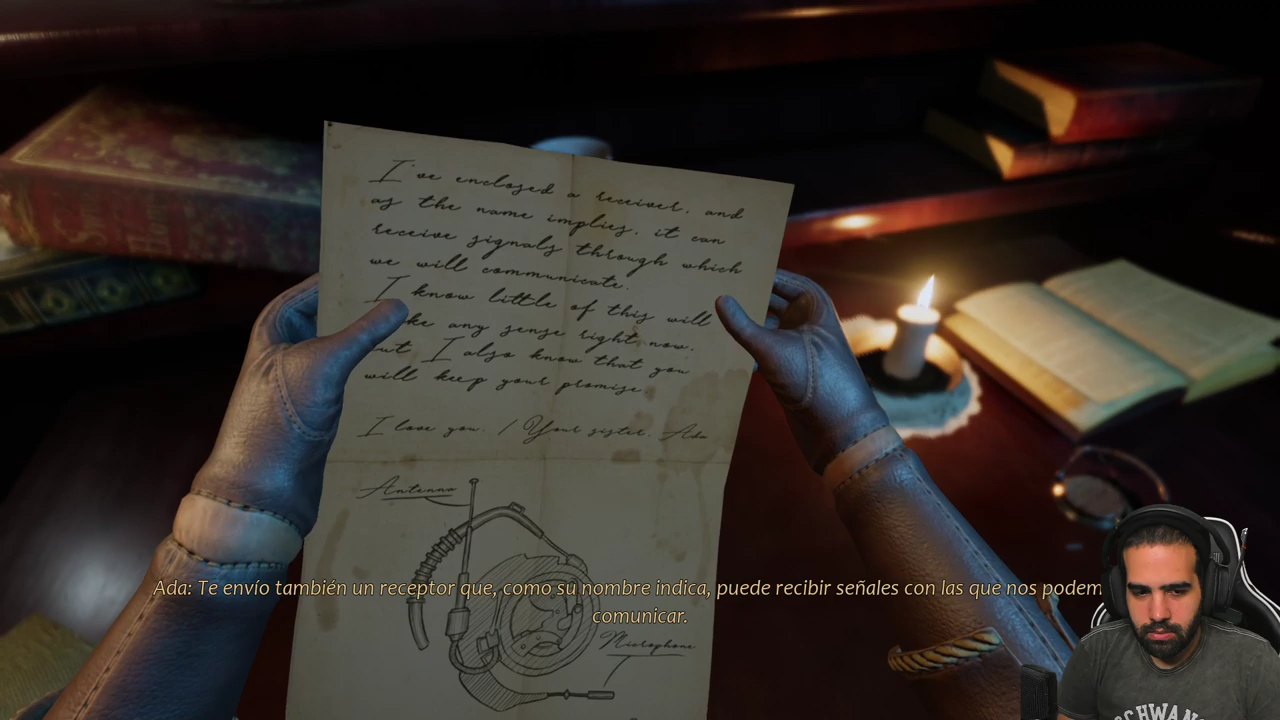 I've enclosed a receiver, and
as the name implies, it can
receive signals through which
we will communicate.
I know little of this will
ke any sense right now,
ut I also know that you
will keep your promise.
I love you. / Your sister. Ada
Antenna
Ada: Te envío también un receptor que, como su nombre indica, puede recibir señales con las que nos podem
comunicar.
Microphone